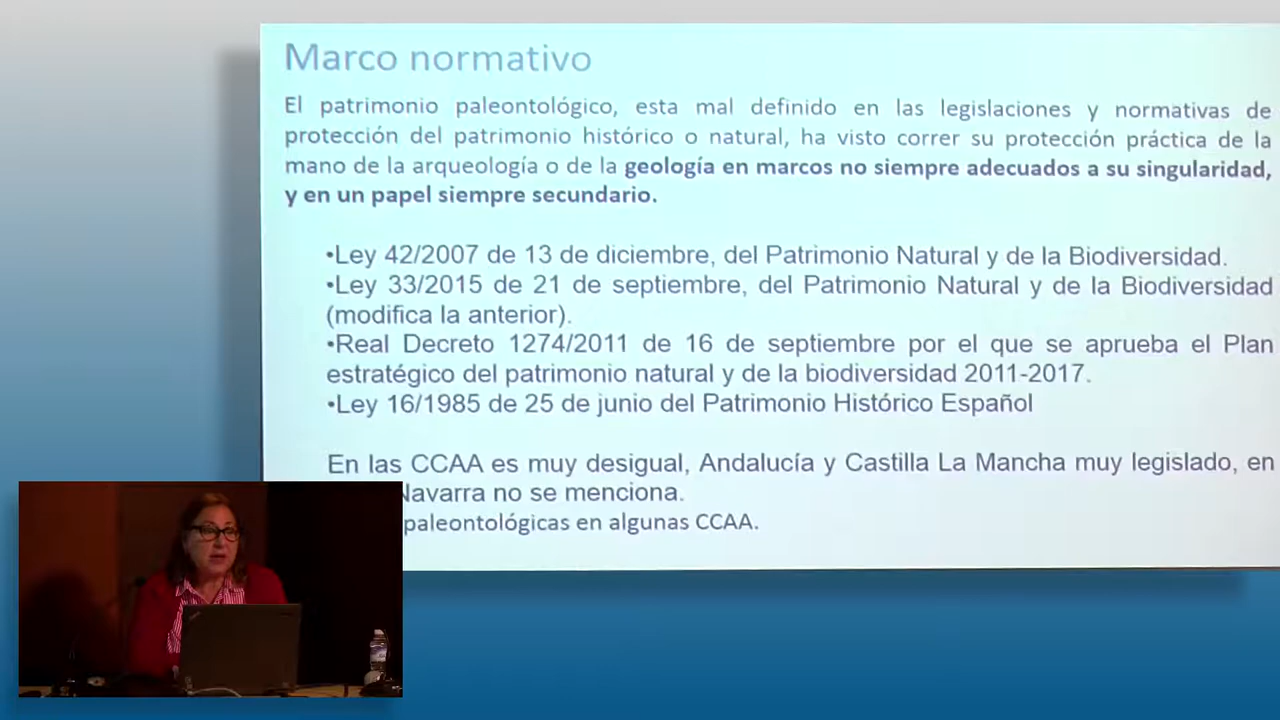 Marco normativo
El patrimonio paleontológico, esta mal definido en las legislaciones y normativas de
protección del patrimonio histórico o natural, ha visto correr su protección práctica de la
mano de la arqueología o de la geología en marcos no siempre adecuados a su singularidad,
y en un papel siempre secundario.
•Ley 42/2007 de 13 de diciembre, del Patrimonio Natural y de la Biodiversidad.
•Ley 33/2015 de 21 de septiembre, del Patrimonio Natural y de la Biodiversidad
(modifica la anterior).
•Real Decreto 1274/2011 de 16 de septiembre por el que se aprueba el Plan
estratégico del patrimonio natural y de la biodiversidad 2011-2017.
•Ley 16/1985 de 25 de junio del Patrimonio Histórico Español
En las CCAA es muy desigual, Andalucía y Castilla La Mancha muy legislado, en
Navarra no se menciona.
paleontológicas en algunas CCAA.